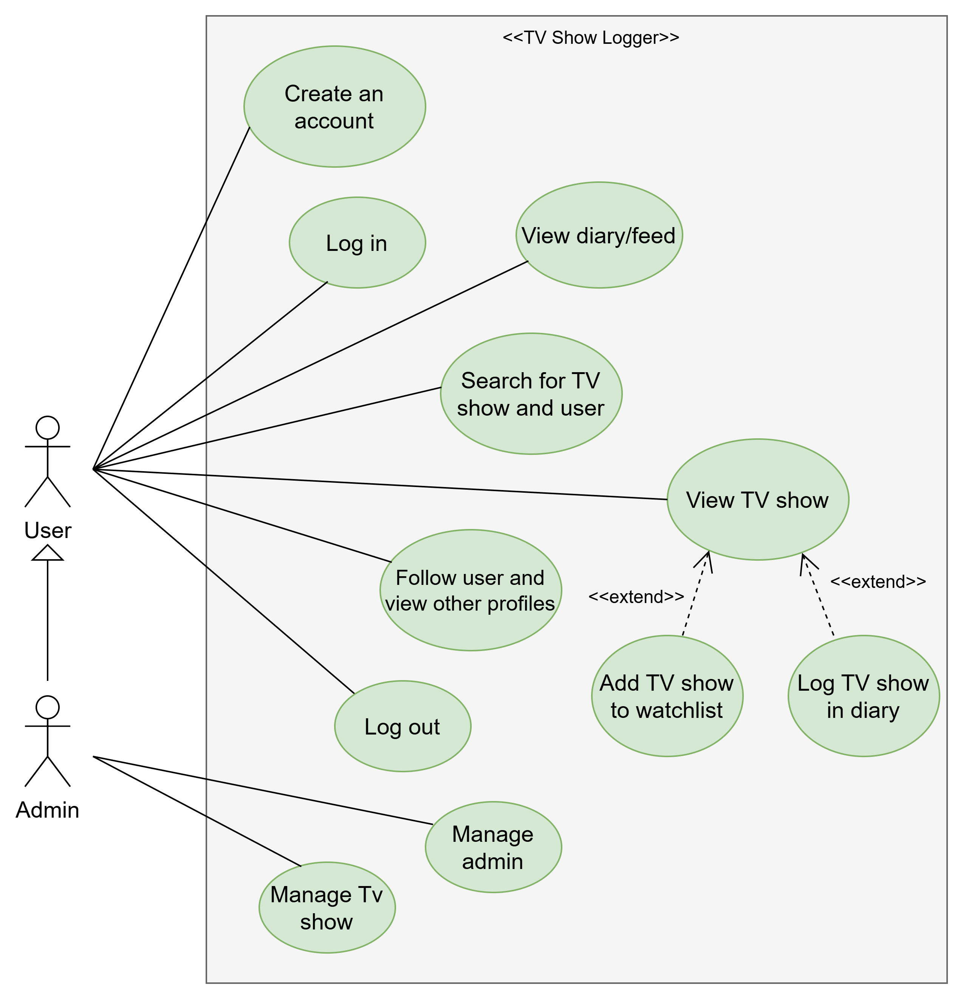 <<TV Show Logger>>
Create an
account
Log in
View diary/feed
Search for TV
show and user
View TV show
User
Follow user and
view other profiles
<<extend>>
<<extend>>
Add TV show
to watchlist
Log TV show
in diary
Log out
Admin
Manage
admin
Manage Tv
show